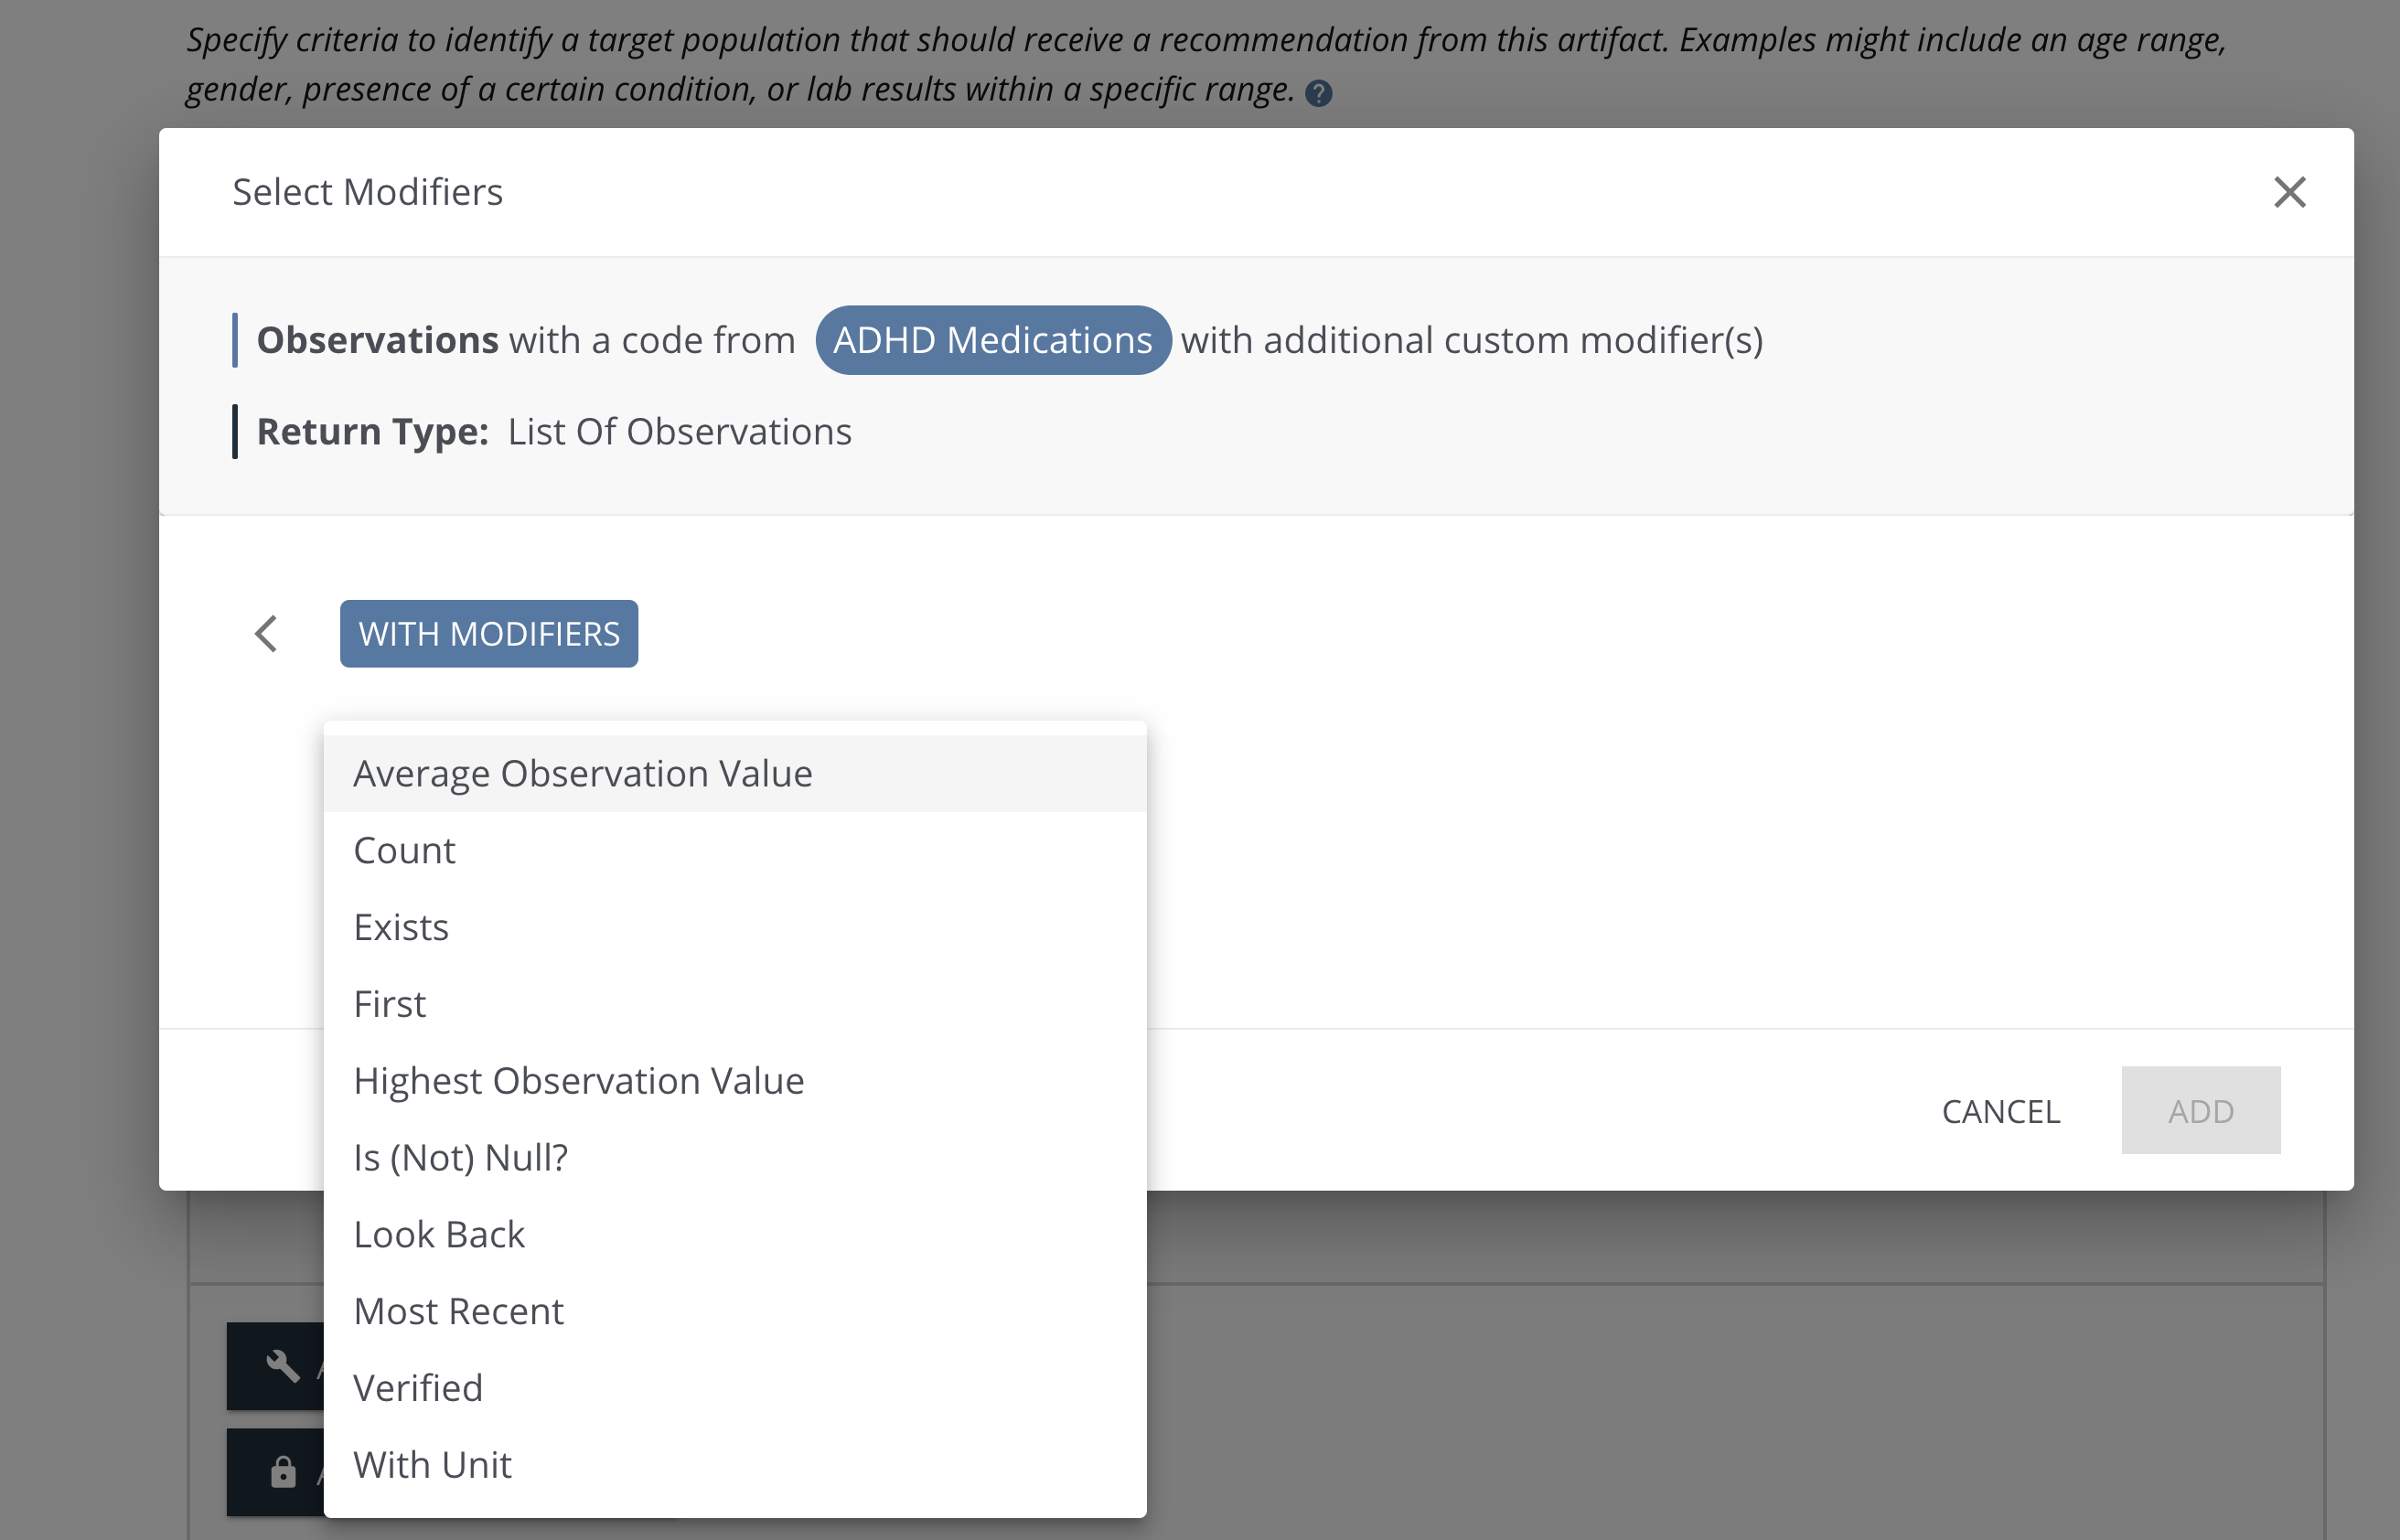 Specify criteria to identify a target population that should receive a recommendation from this artifact. Examples might include an age range,
gender, presence of a certain condition, or lab results within a specific range. ?
Select Modifiers
Observations with a code from ADHD Medications with additional custom modifier(s)
Return Type: List Of Observations
WITH MODIFIERS
Average Observation Value
Count
Exists
First
Highest Observation Value
Is (Not) Null?
Look Back
Most Recent
Verified
With Unit
CANCEL ADD